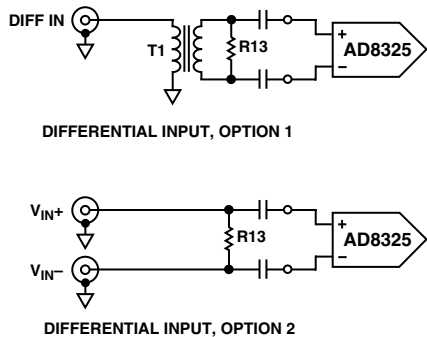 DIFF IN
T1
R13
+
–
AD8325
DIFFERENTIAL INPUT, OPTION 1
VIN+
R13
+
–
AD8325
VIN–
DIFFERENTIAL INPUT, OPTION 2